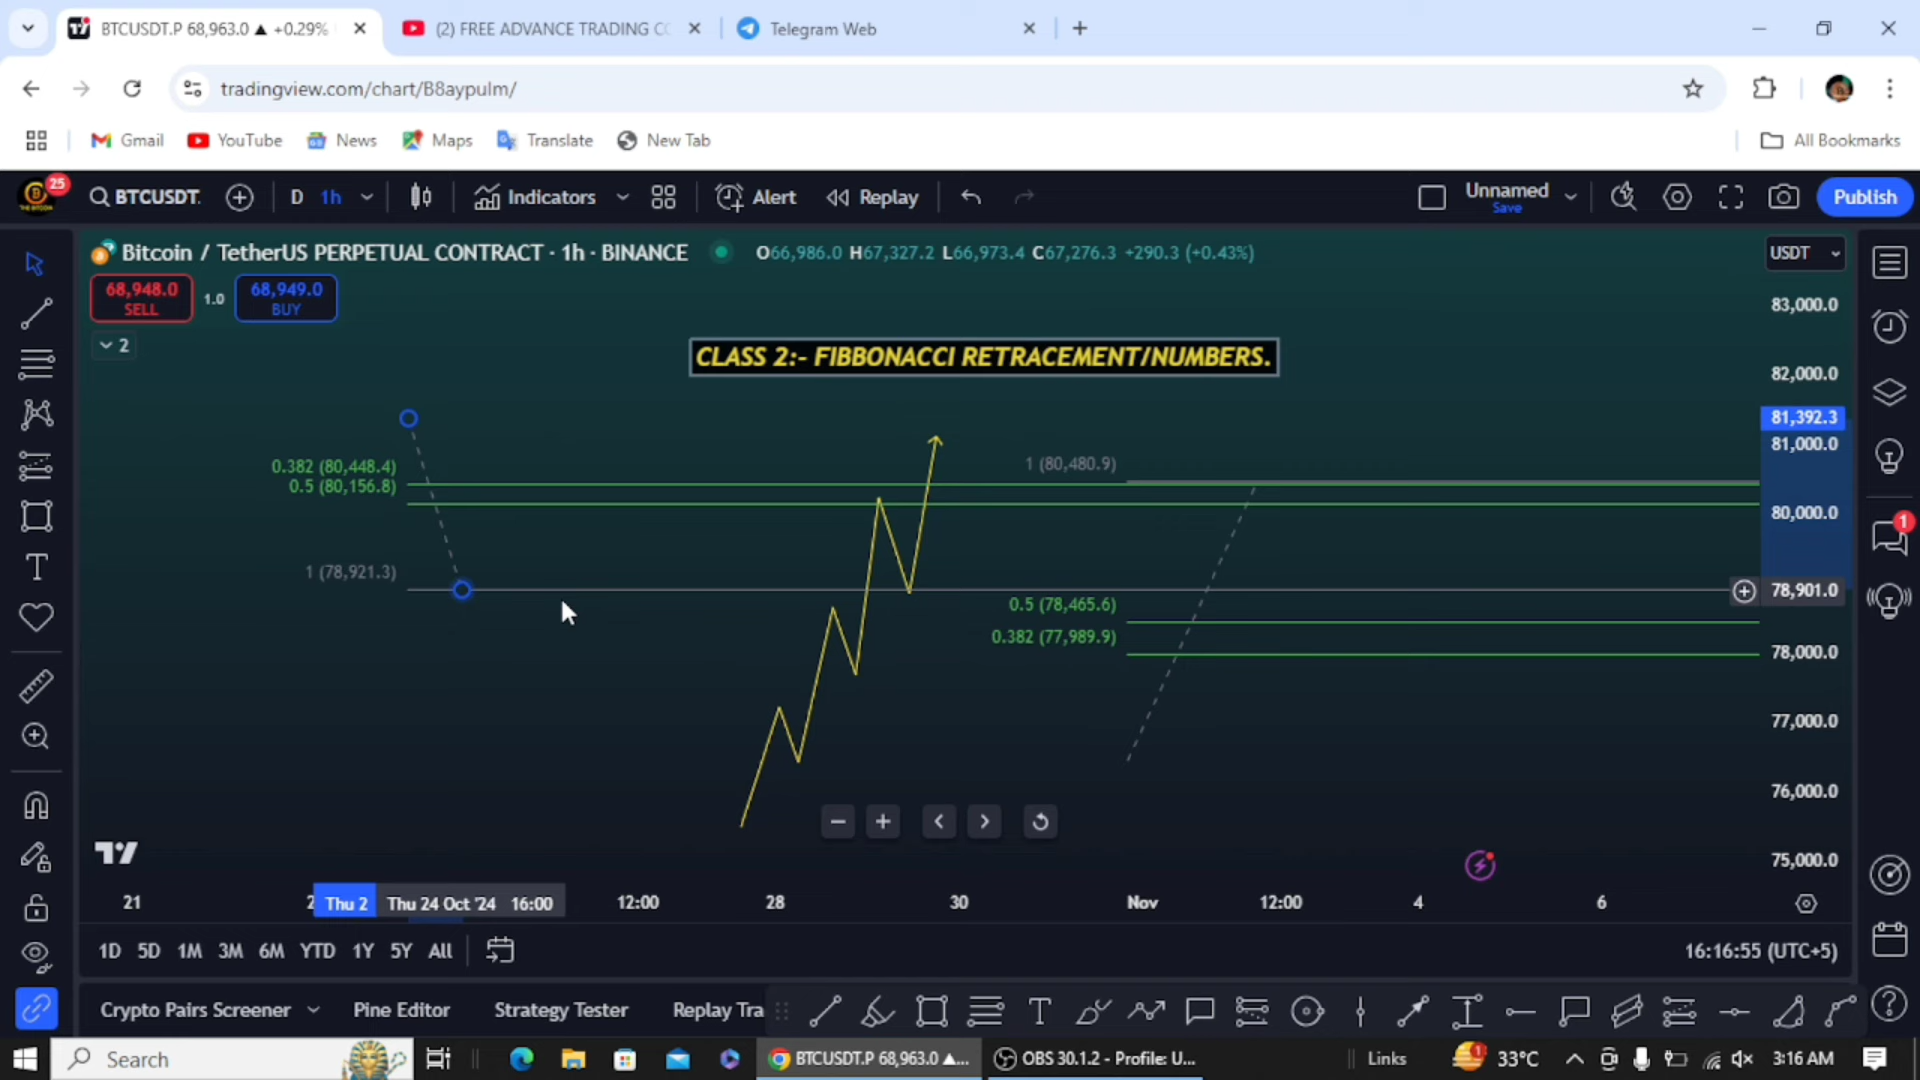 BTCUSDT.P 68,963.0 ▲ +0.29%
(2) FREE ADVANCE TRADING CO
Telegram Web
tradingview.com/chart/B8aypulm/
Gmail
YouTube
News
Maps
Translate
New Tab
All Bookmarks
25
BTCUSDT.
D
1h
Indicators
Alert
Replay
Unnamed
Save
Publish
Bitcoin / TetherUS PERPETUAL CONTRACT · 1h · BINANCE
O66,986.0 H67,327.2 L66,973.4 C67,276.3 +290.3 (+0.43%)
USDT
68,948.0
SELL
1.0
68,949.0
BUY
2
CLASS 2:- FIBBONACCI RETRACEMENT/NUMBERS.
0.382 (80,448.4)
0.5 (80,156.8)
1 (78,921.3)
1 (80,480.9)
0.5 (78,465.6)
0.382 (77,989.9)
83,000.0
82,000.0
81,392.3
81,000.0
80,000.0
78,901.0
78,000.0
77,000.0
76,000.0
75,000.0
1
21
2
Thu 2
Thu 24 Oct '24 16:00
12:00
28
30
Nov
12:00
4
6
1D 5D 1M 3M 6M YTD 1Y 5Y All
16:16:55 (UTC+5)
Crypto Pairs Screener
Pine Editor
Strategy Tester
Replay Tra
Search
BTCUSDT.P 68,963.0 ▲...
OBS 30.1.2 - Profile: U...
Links
1
33°C
3:16 AM